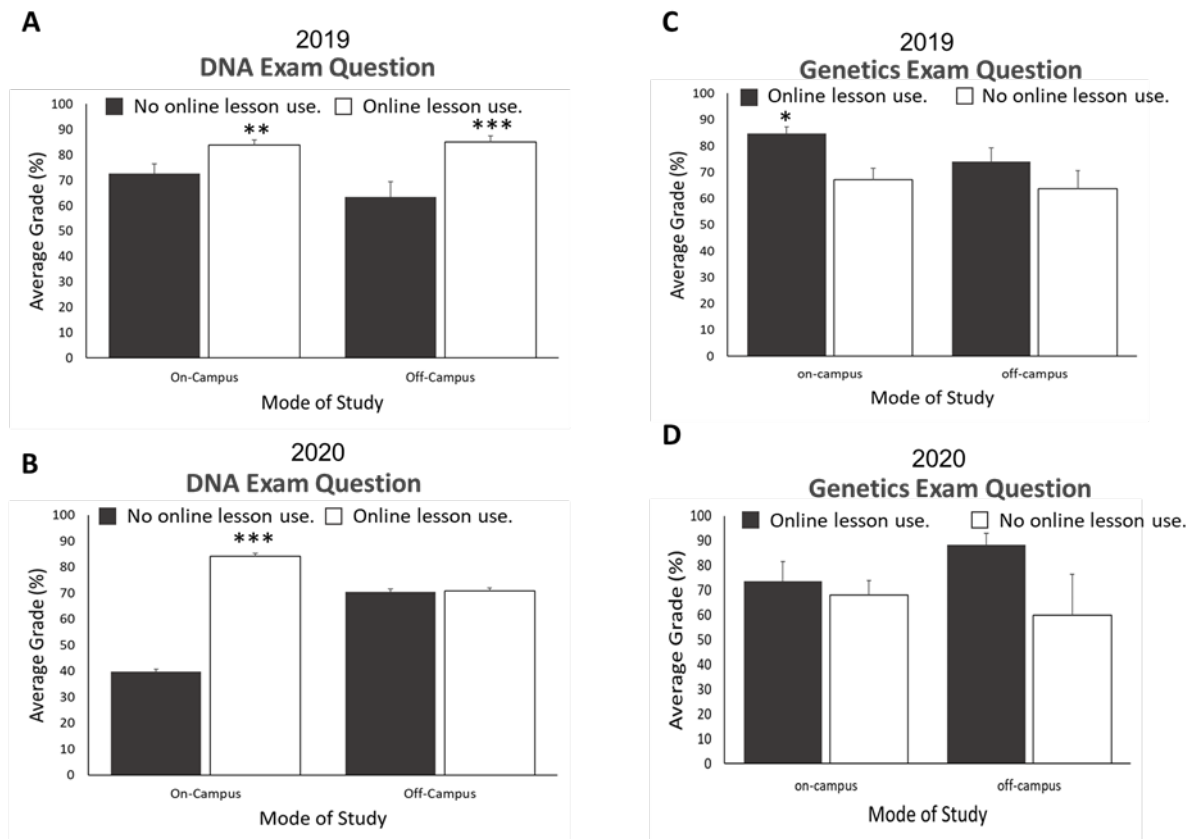 A
2019
DNA Exam Question
No online lesson use. Online lesson use.
100
90
80
70
60
50
40
30
20
10
0
Average Grade (%)
**
***
On-Campus Off-Campus
Mode of Study
B
2020
DNA Exam Question
No online lesson use. Online lesson use.
100
90
80
70
60
50
40
30
20
10
0
Average Grade (%)
***
On-Campus Off-Campus
Mode of Study
C
2019
Genetics Exam Question
Online lesson use. No online lesson use.
100
90
80
70
60
50
40
30
20
10
0
Average Grade (%)
*
on-campus off-campus
Mode of Study
D
2020
Genetics Exam Question
Online lesson use. No online lesson use.
100
90
80
70
60
50
40
30
20
10
0
Average Grade (%)
on-campus off-campus
Mode of Study